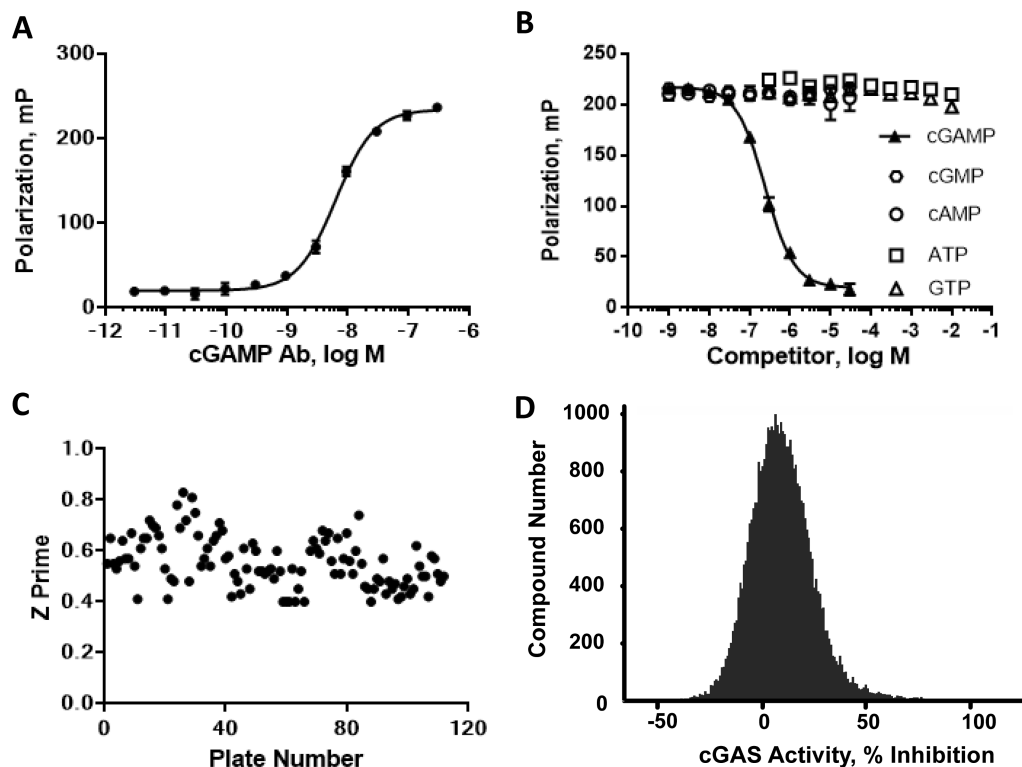 A
300
200
100
0
Polarization, mP
-12 -11 -10 -9 -8 -7 -6
cGAMP Ab, log M
B
250
200
150
100
50
0
Polarization, mP
cGAMP
cGMP
cAMP
ATP
GTP
-10 -9 -8 -7 -6 -5 -4 -3 -2 -1
Competitor, log M
C
1.0
0.8
0.6
0.4
0.2
0.0
Z Prime
0 40 80 120
Plate Number
D
1000
800
600
400
200
0
Compound Number
-50 0 50 100
cGAS Activity, % Inhibition